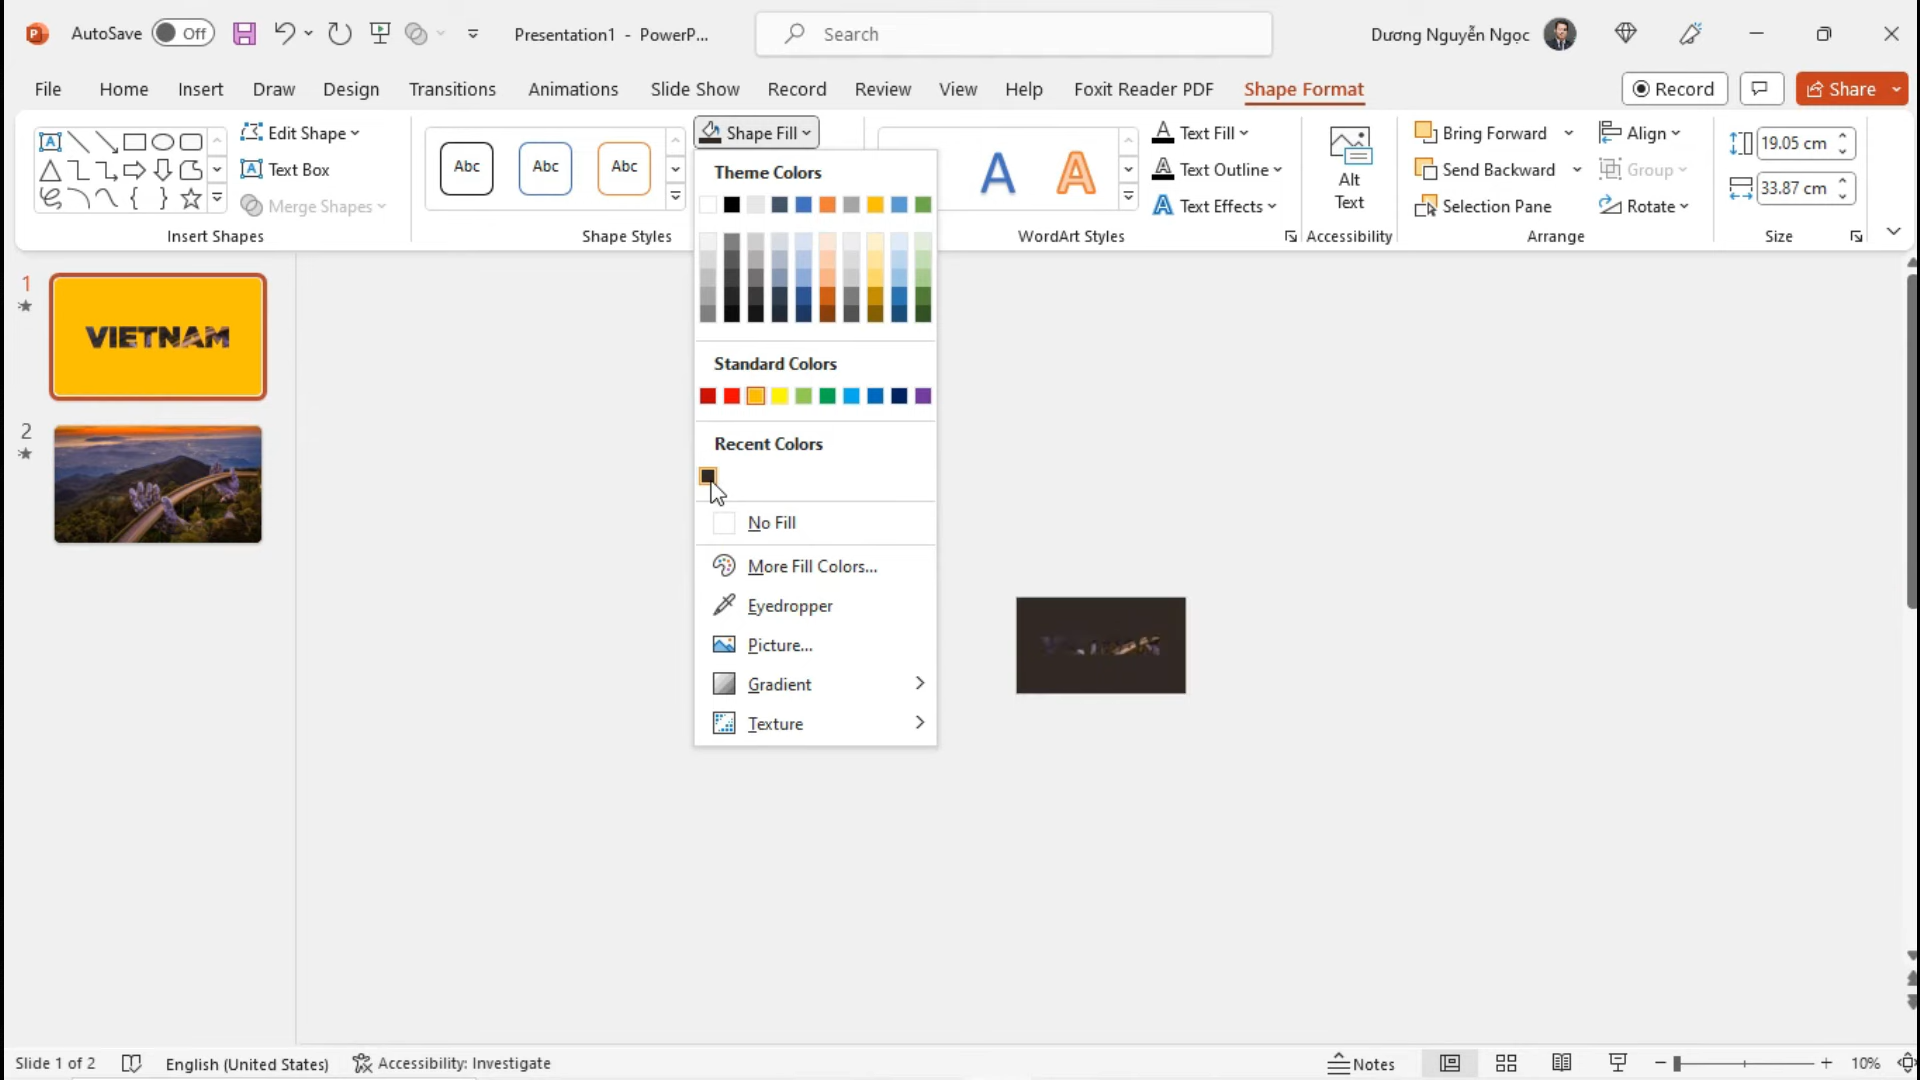 AutoSave Off Presentation1 - PowerP... Search Dương Nguyễn Ngọc
File Home Insert Draw Design Transitions Animations Slide Show Record Review View Help Foxit Reader PDF Shape Format Record Share
Edit Shape
Text Box
Merge Shapes
Insert Shapes
Abc Abc Abc
Shape Styles
Shape Fill
Theme Colors
Standard Colors
Recent Colors
No Fill
More Fill Colors...
Eyedropper
Picture...
Gradient
Texture
A A
WordArt Styles
Text Fill
Text Outline
Text Effects
Alt
Text
Accessibility
Bring Forward
Send Backward
Selection Pane
Align
Group
Rotate
Arrange
19.05 cm
33.87 cm
Size
1
VIETNAM
2
VIETNAM
Slide 1 of 2 English (United States) Accessibility: Investigate Notes 10%